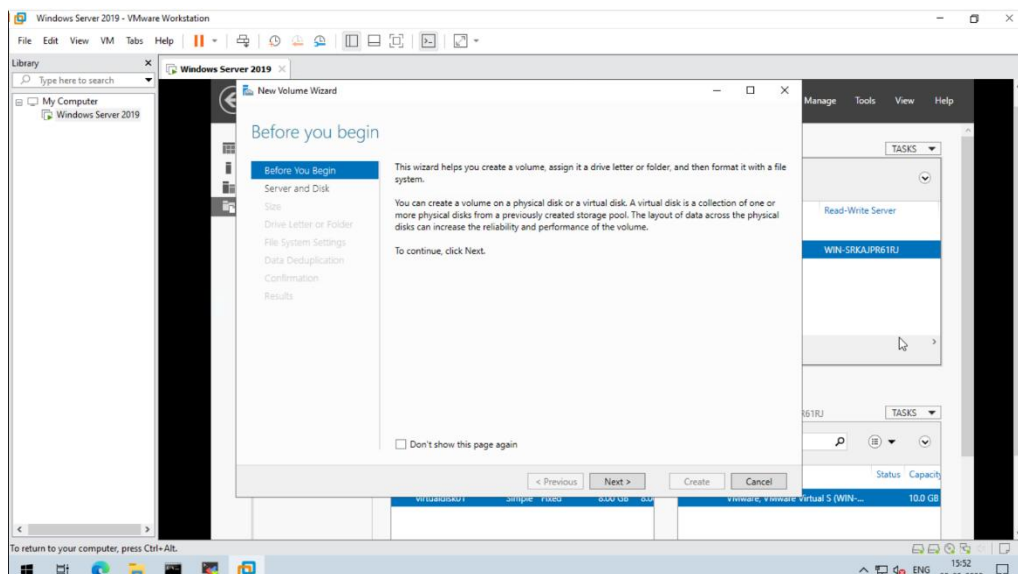 Windows Server 2019 - VMware Workstation
File Edit View VM Tabs Help
Library
Windows Server 2019
Type here to search
My Computer
Windows Server 2019
New Volume Wizard
Manage Tools View Help
Before you begin
TASKS
Before You Begin
Server and Disk
Size
Drive Letter or Folder
File System Settings
Data Deduplication
Confirmation
Results
This wizard helps you create a volume, assign it a drive letter or folder, and then format it with a file
system.
You can create a volume on a physical disk or a virtual disk. A virtual disk is a collection of one or
more physical disks from a previously created storage pool. The layout of data across the physical
disks can increase the reliability and performance of the volume.
To continue, click Next.
Read-Write Server
WIN-SRKAJPR61RJ
R61RJ TASKS
Don't show this page again
Status Capacity
< Previous Next > Create Cancel
virtualdisk01 Simple Fixed 8.00 GB 8.0
VMware, VMware Virtual S (WIN-... 10.0 GB
To return to your computer, press Ctrl+Alt.
ENG 15:52